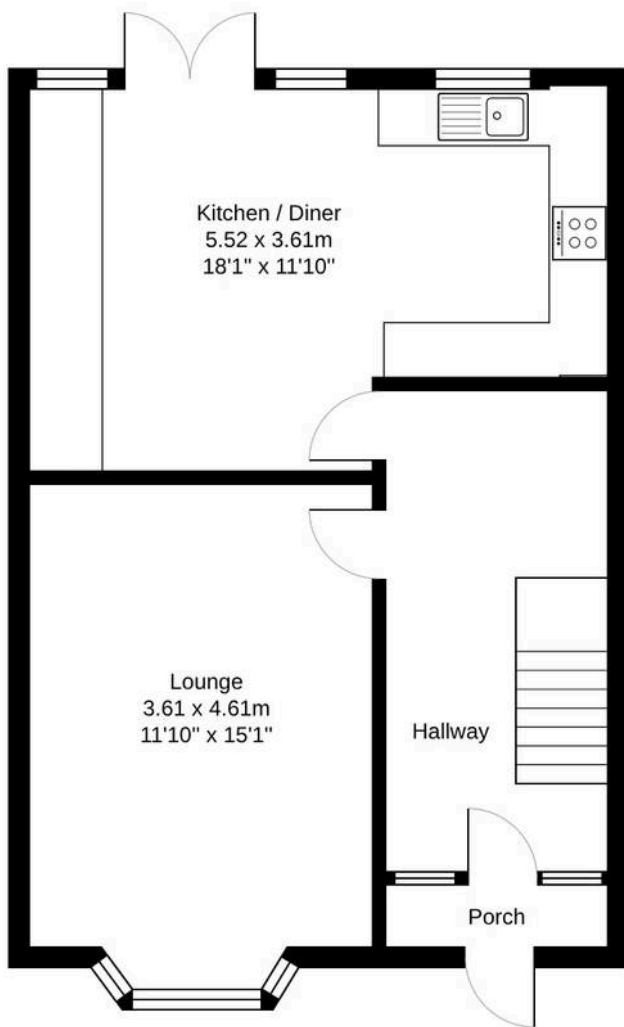 Kitchen / Diner
5.52 x 3.61m
18'1" x 11'10"
Lounge
3.61 x 4.61m
11'10" x 15'1"
Hallway
Porch